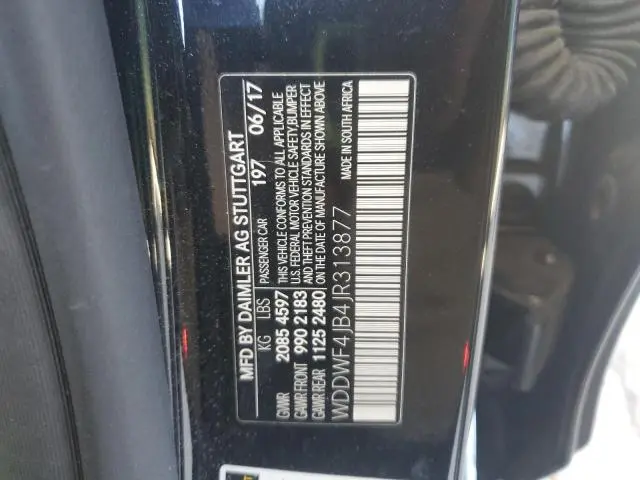 MFD BY DAIMLER AG STUTTGART
KG LBS PASSENGER CAR 197 06/17
GVWR 2085 4597 THIS VEHICLE CONFORMS TO ALL APPLICABLE
GAWR FRONT 990 2183 U.S. FEDERAL MOTOR VEHICLE SAFETY, BUMPER
GAWR REAR 1125 2480 AND THEFT PREVENTION STANDARDS IN EFFECT
ON THE DATE OF MANUFACTURE SHOWN ABOVE
WDDWF4JB4JR313877 MADE IN SOUTH AFRICA